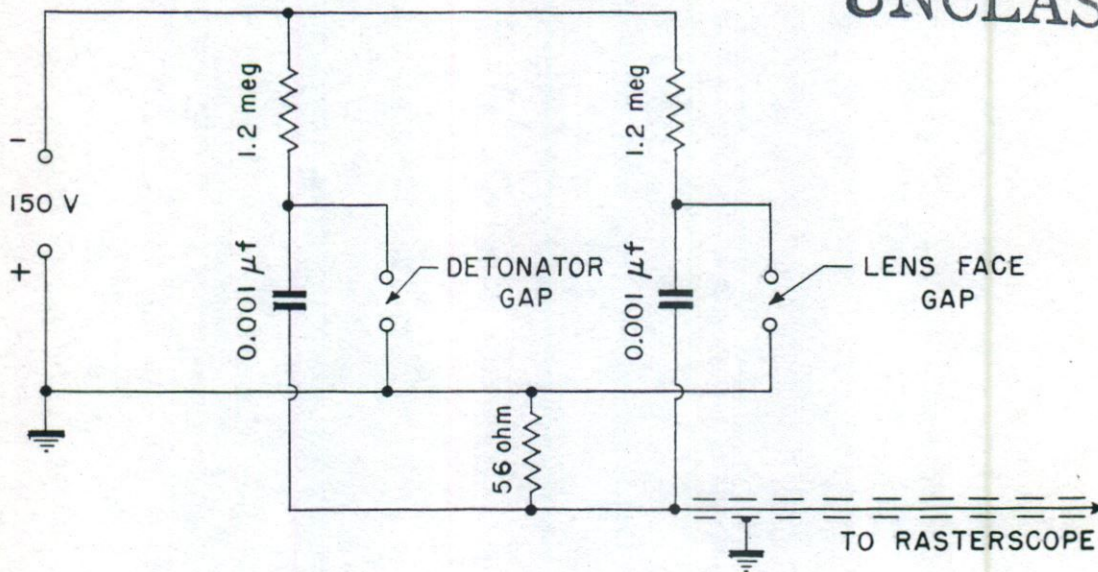 UNCLAS
1.2 meg
1.2 meg
-
150 V
+
0.001 μf
DETONATOR
GAP
0.001 μf
LENS FACE
GAP
56 ohm
TO RASTERSCOPE